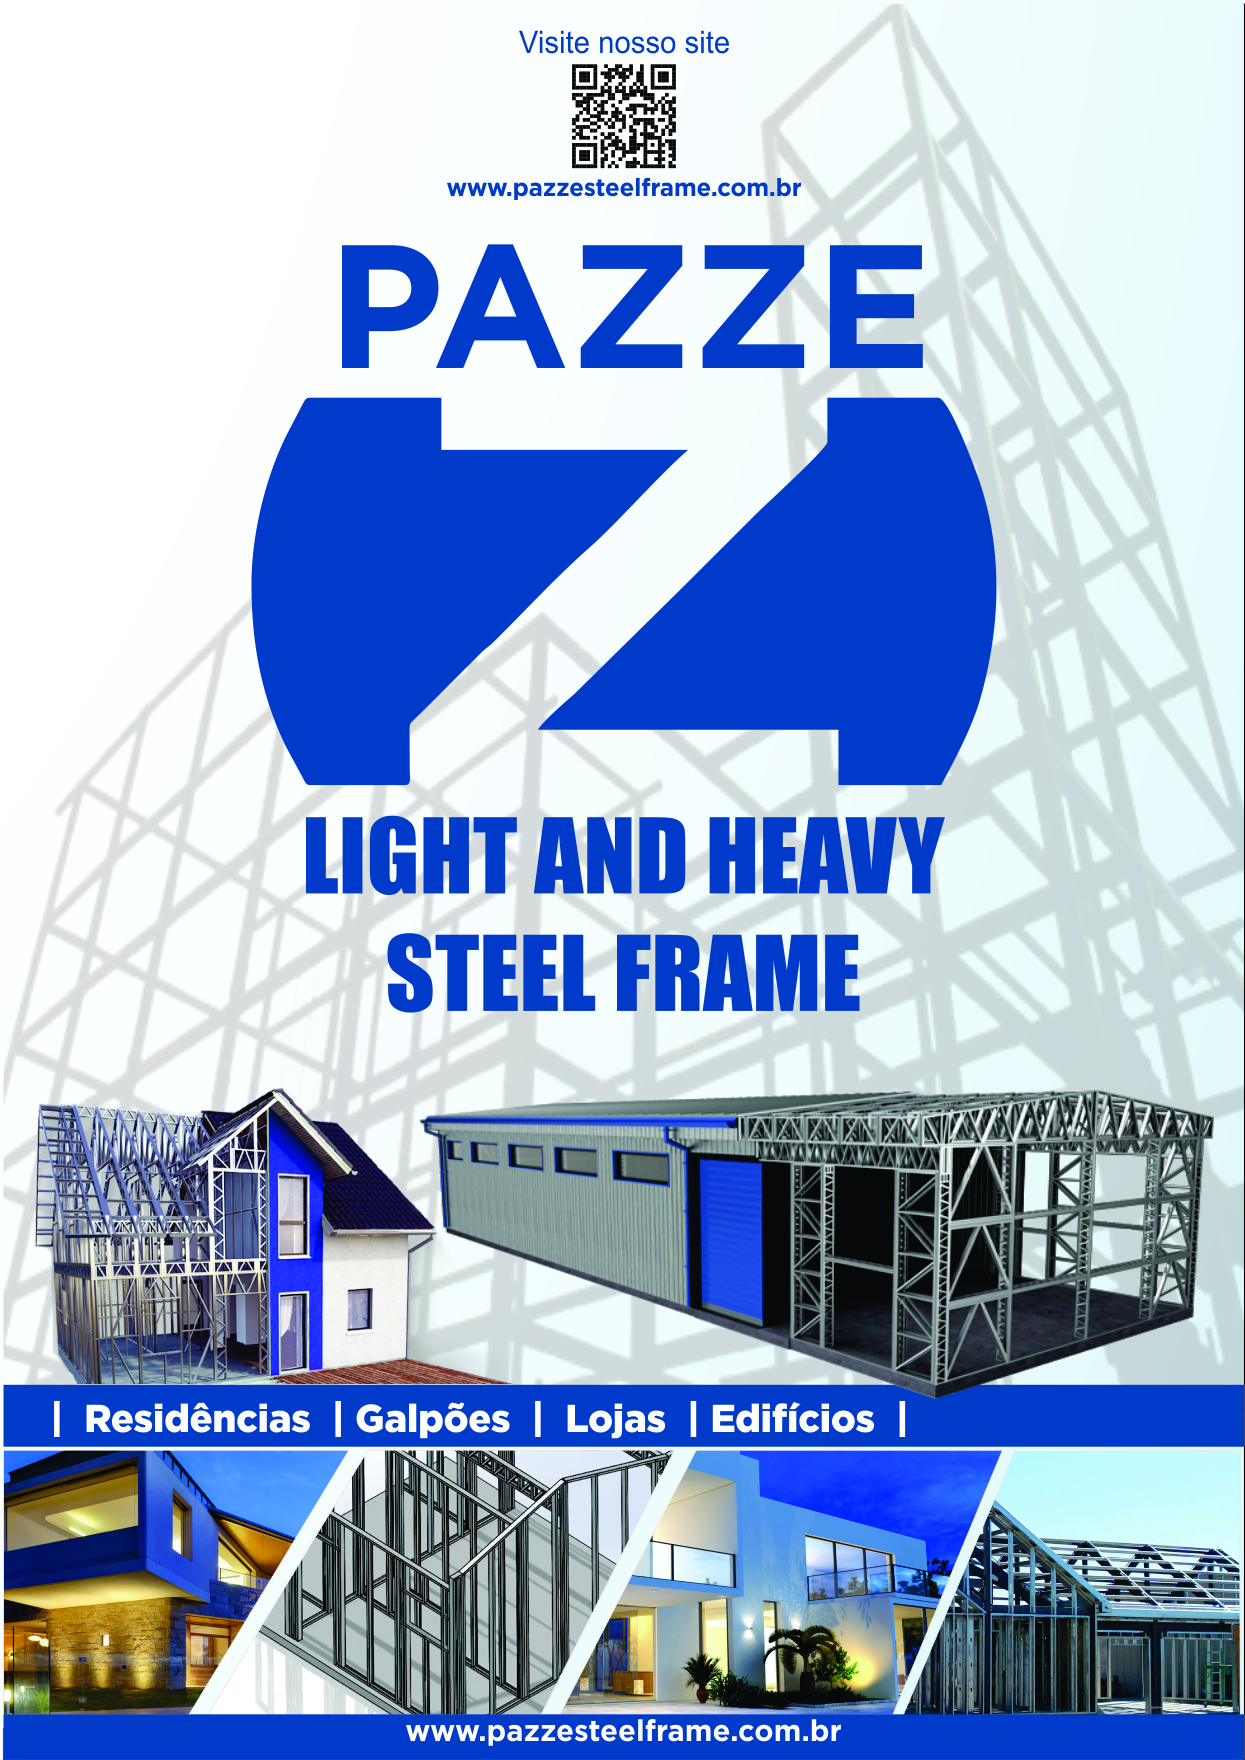 Visite nosso site
www.pazzesteelframe.com.br
PAZZE
LIGHT AND HEAVY
STEEL FRAME
| Residências | Galpões | Lojas | Edifícios |
www.pazzesteelframe.com.br